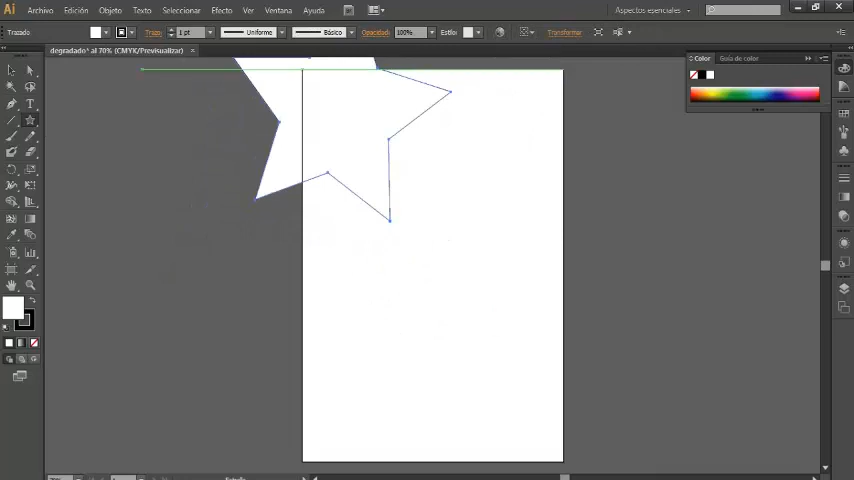 Ai Archivo Edición Objeto Texto Seleccionar Efecto Ver Ventana Ayuda Aspectos esenciales
Trazado Trazo 1 pt Uniforme Básico Opacidad 100% Estilo Transformar
degradado* al 70% (CMYK/Previsualizar) ×
Color Guía de color
T
Estrella